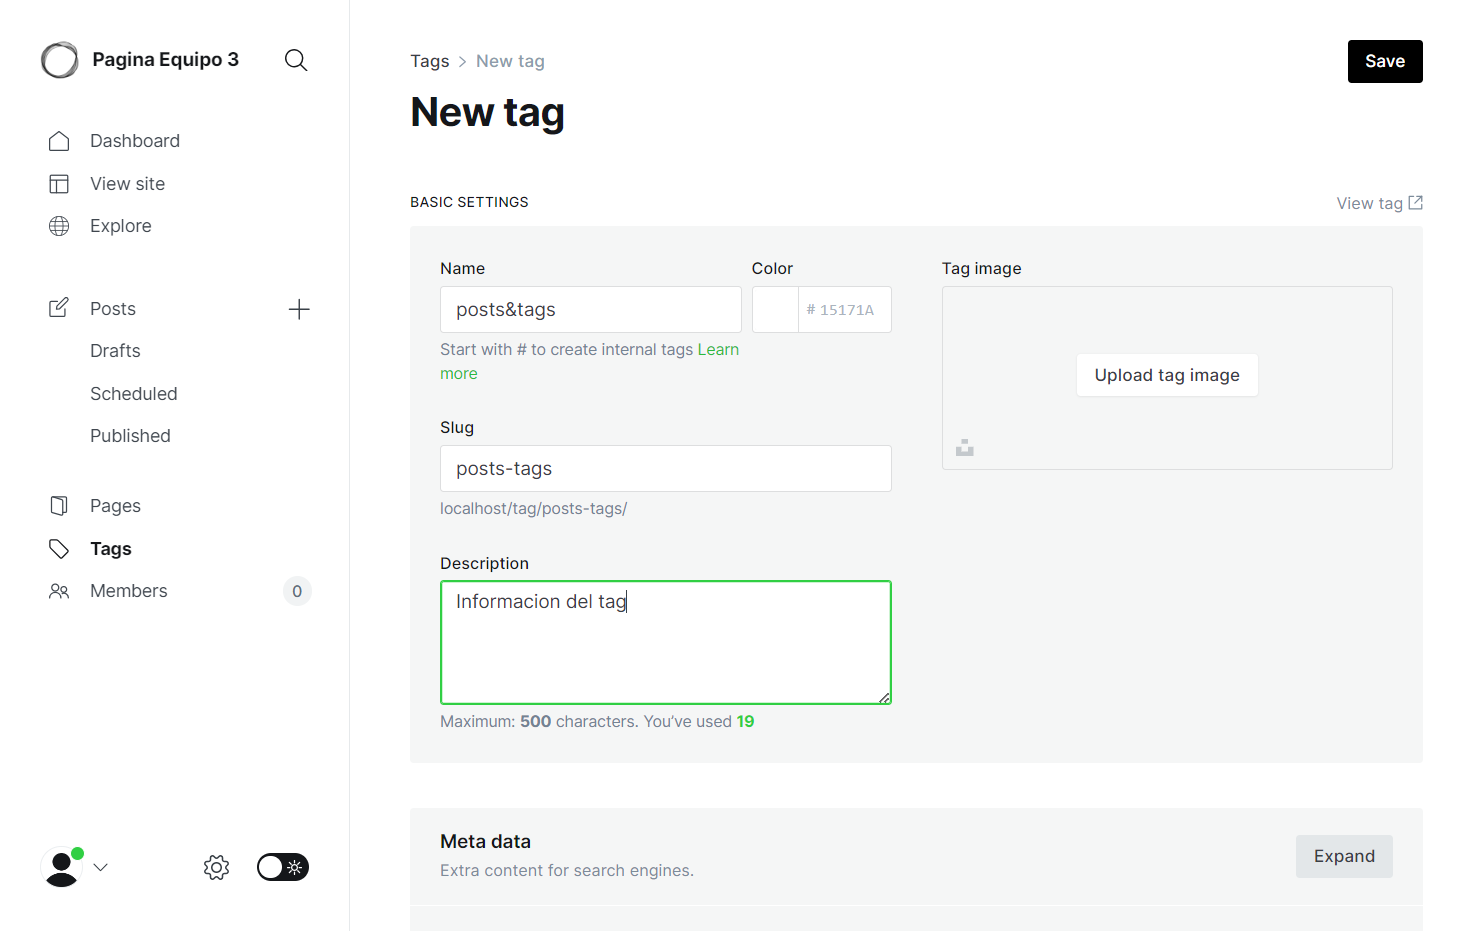 Pagina Equipo 3
Dashboard
View site
Explore
Posts
Drafts
Scheduled
Published
Pages
Tags
Members 0
Tags > New tag
Save
New tag
BASIC SETTINGS
View tag
Name
posts&tags
Start with # to create internal tags Learn
more
Color
# 15171A
Slug
posts-tags
localhost/tag/posts-tags/
Description
Informacion del tag
Maximum: 500 characters. You've used 19
Tag image
Upload tag image
Meta data
Extra content for search engines.
Expand